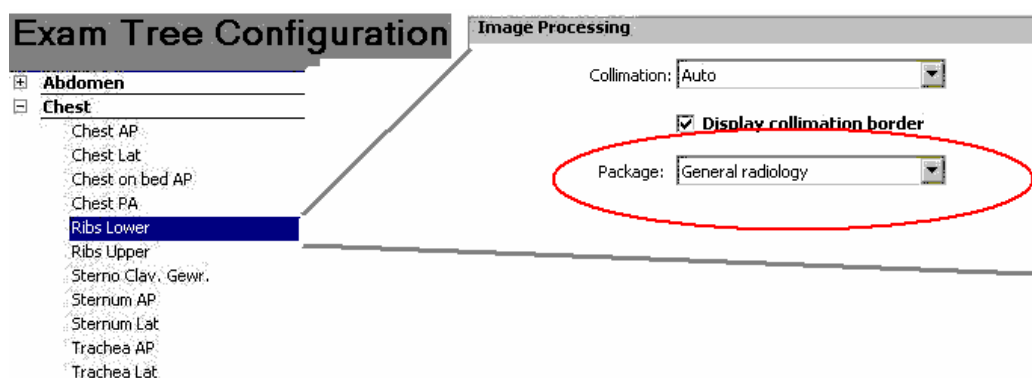 Exam Tree Configuration
Abdomen
Chest
Chest AP
Chest Lat
Chest on bed AP
Chest PA
Ribs Lower
Ribs Upper
Sterno Clav. Gewr.
Sternum AP
Sternum Lat
Trachea AP
Trachea Lat
Image Processing
Collimation: Auto
Display collimation border
Package: General radiology